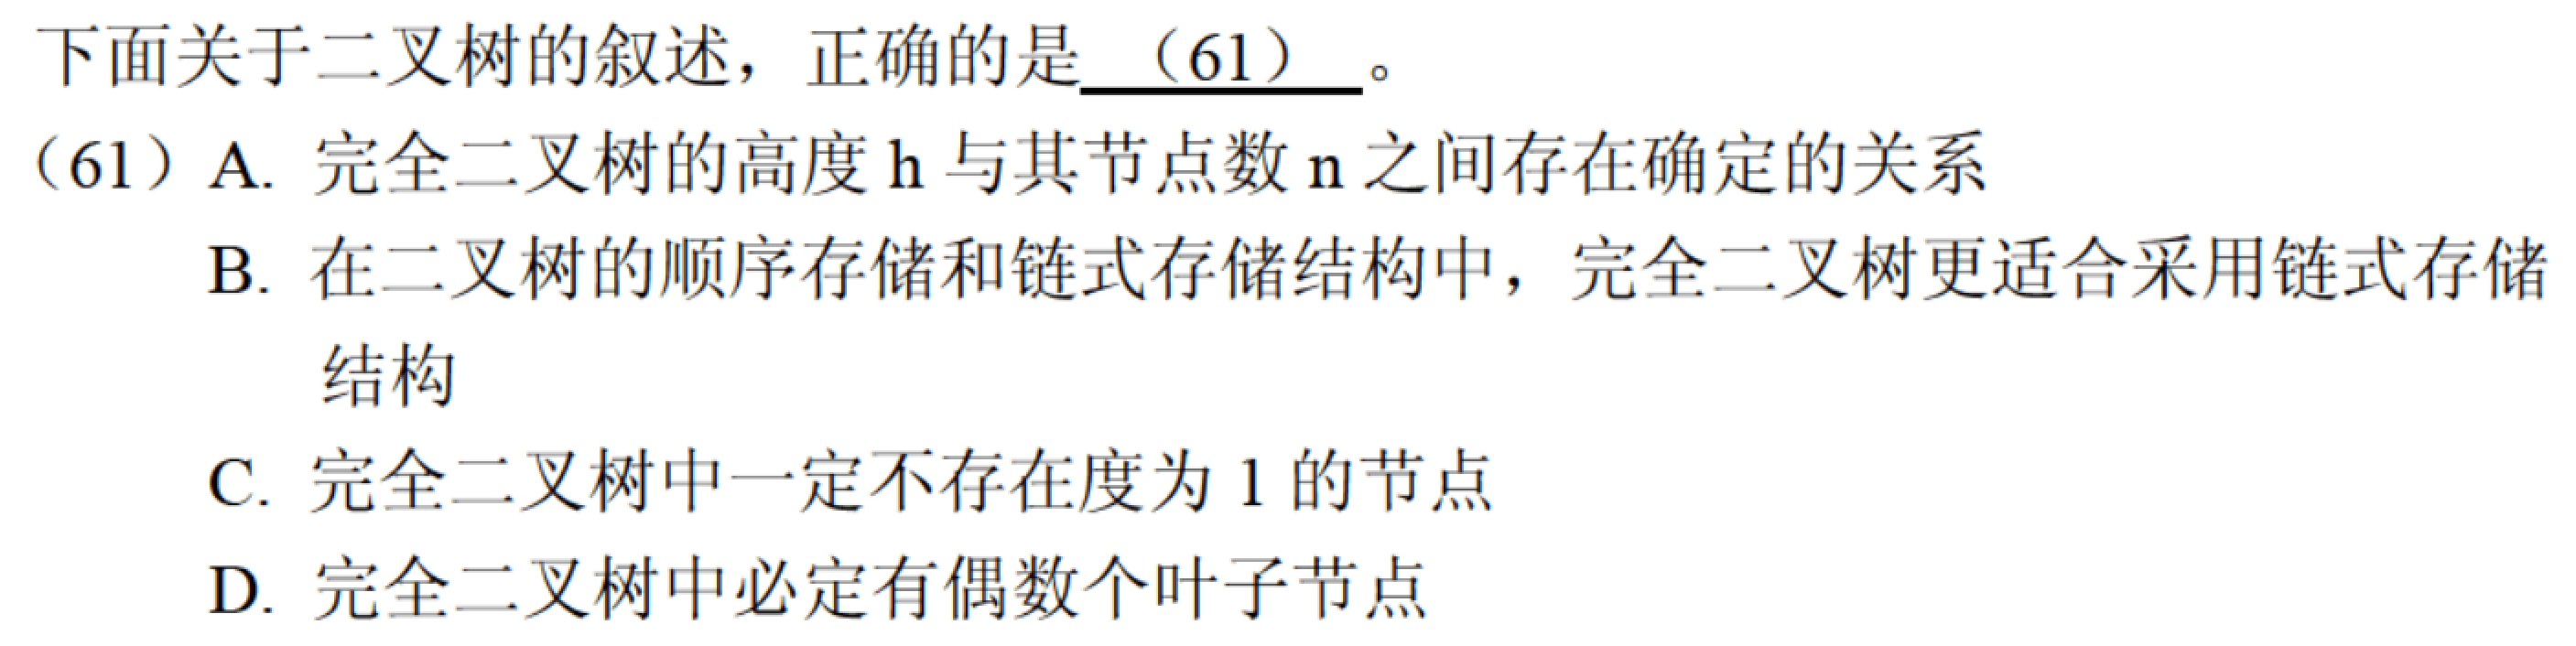 下面关于二叉树的叙述，正确的是 （61） 。
（61）A. 完全二叉树的高度 h 与其节点数 n 之间存在确定的关系
B. 在二叉树的顺序存储和链式存储结构中，完全二叉树更适合采用链式存储
结构
C. 完全二叉树中一定不存在度为 1 的节点
D. 完全二叉树中必定有偶数个叶子节点